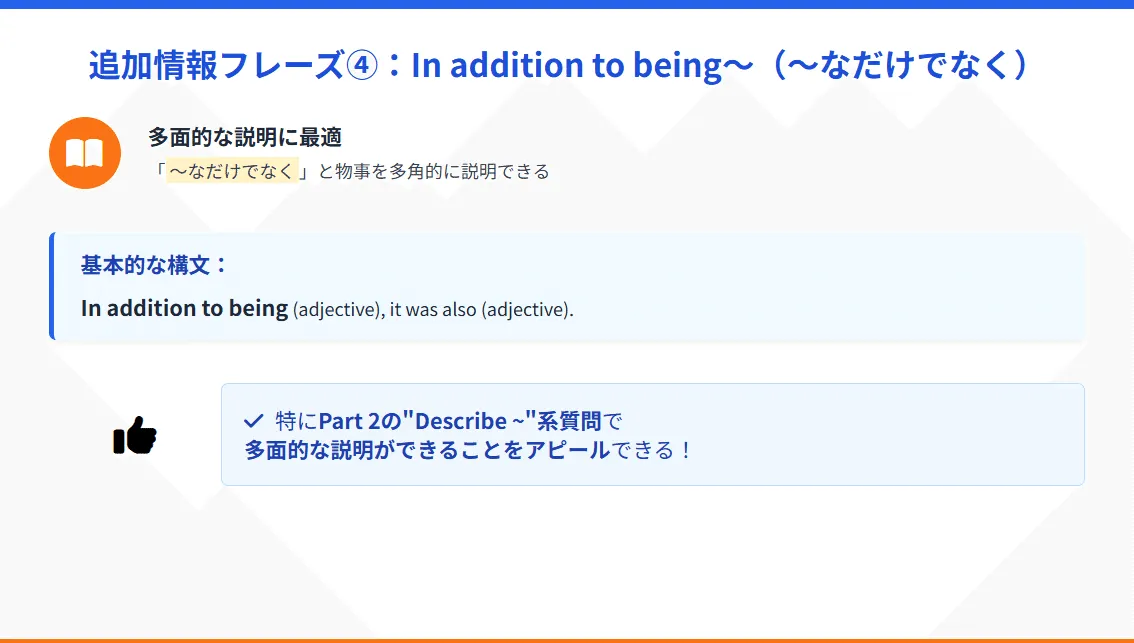 追加情報フレーズ④：In addition to being〜（〜なだけでなく）
多面的な説明に最適
「〜なだけでなく」と物事を多角的に説明できる
基本的な構文：
In addition to being (adjective), it was also (adjective).
特にPart 2の"Describe ~"系質問で
多面的な説明ができることをアピールできる！